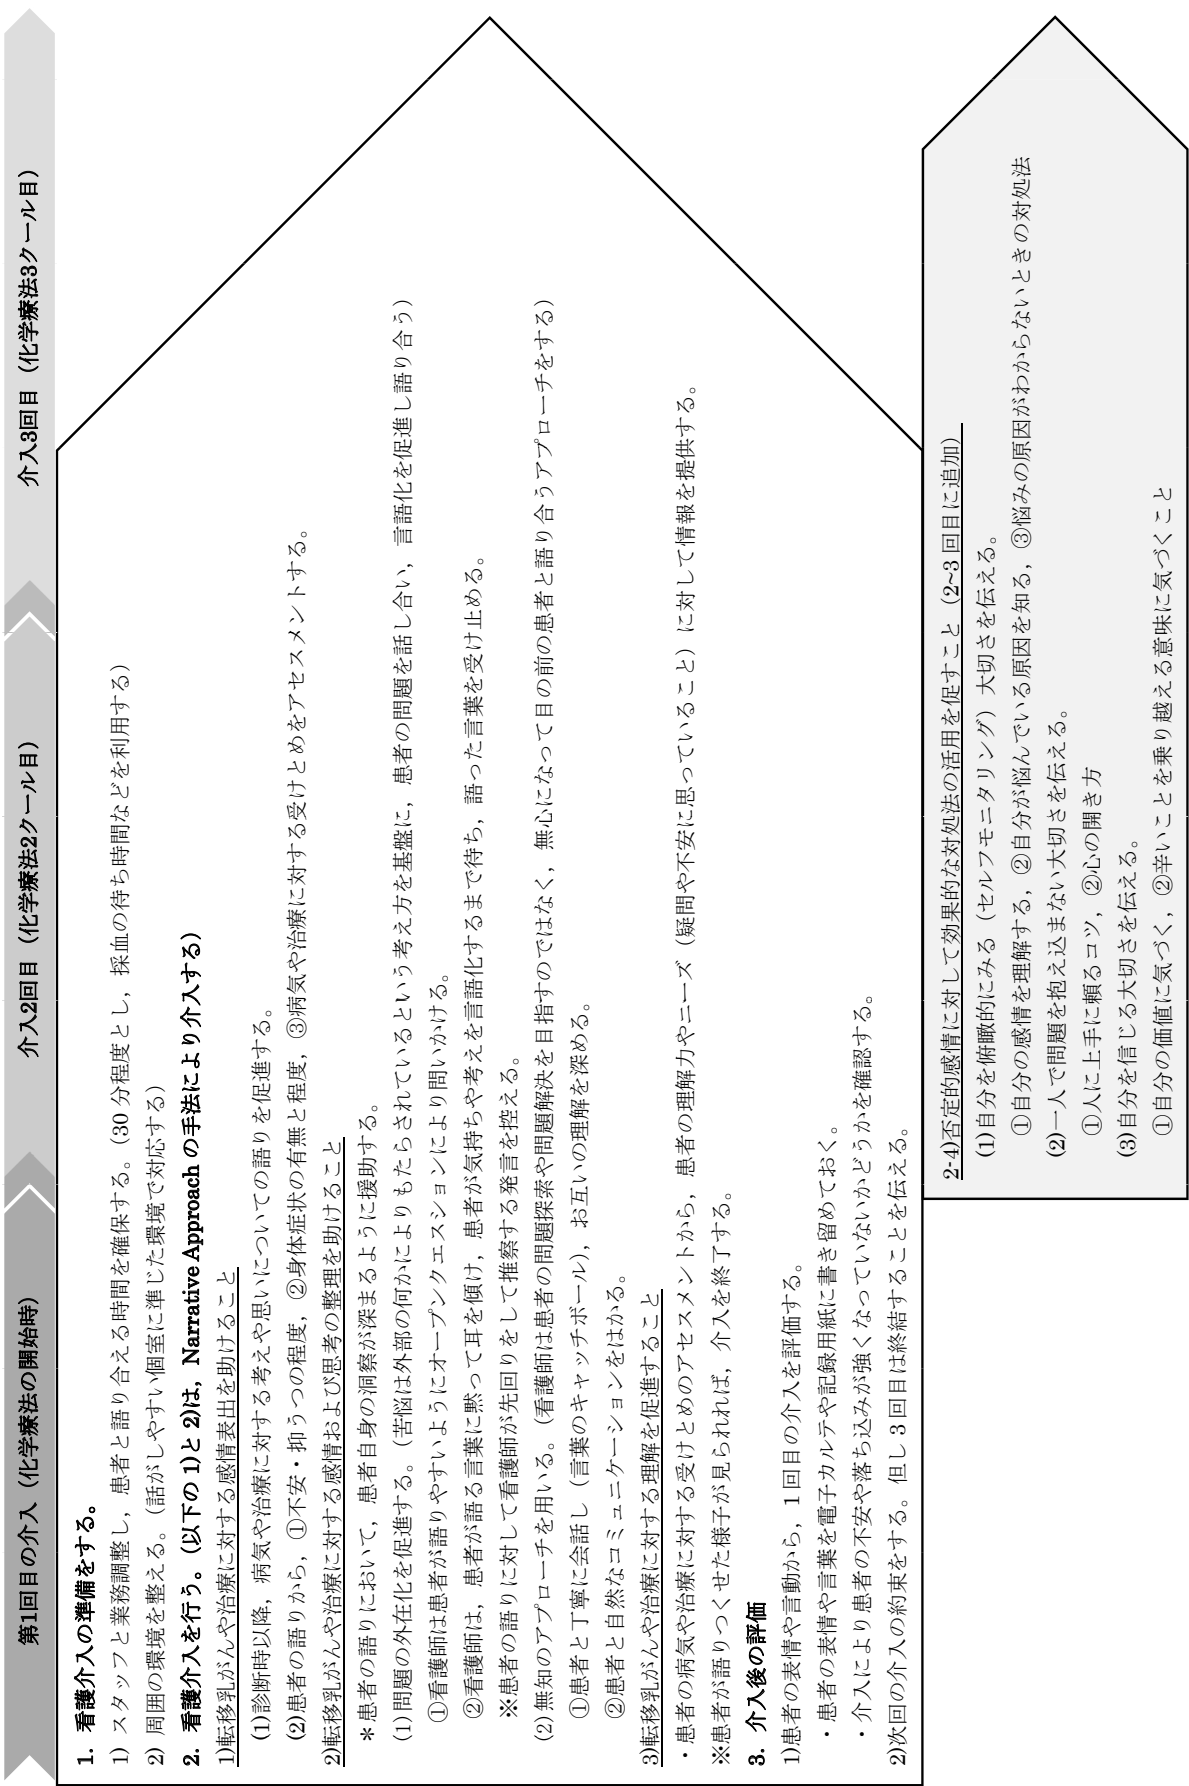 第1回目の介入（化学療法の開始時）
介入2回目（化学療法2クール目）
介入3回目（化学療法3クール目）
1. 看護介入の準備をする。
1) スタッフと業務調整し，患者と語り合える時間を確保する。（30 分程度とし，採血の待ち時間などを利用する）
2) 周囲の環境を整える。（話がしやすい個室に準じた環境で対応する）
2. 看護介入を行う。（以下の 1)と 2)は，Narrative Approach の手法により介入する）
1)転移乳がんや治療に対する感情表出を助けること
(1)診断時以降，病気や治療に対する考えや思いについての語りを促進する。
(2)患者の語りから，①不安・抑うつの程度，②身体症状の有無と程度，③病気や治療に対する受けとめをアセスメントする。
2)転移乳がんや治療に対する感情および思考の整理を助けること
＊患者の語りにおいて，患者自身の洞察が深まるように援助する。
(1)問題の外在化を促進する。（苦悩は外部の何かによりもたらされているという考え方を基盤に，患者の問題を話し合い，言語化を促進し語り合う）
①看護師は患者が語りやすいようにオープンクエスションにより問いかける。
②看護師は，患者が語る言葉に黙って耳を傾け，患者が気持ちや考えを言語化するまで待ち，語った言葉を受け止める。
※患者の語りに対して看護師が先回りをして推察する発言を控える。
(2)無知のアプローチを用いる。（看護師は患者の問題探索や問題解決を目指すのではなく，無心になって目の前の患者と語り合うアプローチをする）
①患者と丁寧に会話し（言葉のキャッチボール），お互いの理解を深める。
②患者と自然なコミュニケーションをはかる。
3)転移乳がんや治療に対する理解を促進すること
・患者の病気や治療に対する受けとめのアセスメントから，患者の理解力やニーズ（疑問や不安に思っていること）に対して情報を提供する。
※患者が語りつくせた様子が見られれば，介入を終了する。
3. 介入後の評価
1)患者の表情や言動から，1 回目の介入を評価する。
・患者の表情や言葉を電子カルテや記録用紙に書き留めておく。
・介入により患者の不安や落ち込みが強くなっていないかどうかを確認する。
2)次回の介入の約束をする。但し 3 回目は終結することを伝える。
2-4)否定的感情に対して効果的な対処法の活用を促すこと（2~3 回目に追加）
(1)自分を俯瞰的にみる（セルフモニタリング）大切さを伝える。
①自分の感情を理解する，②自分が悩んでいる原因を知る，③悩みの原因がわからないときの対処法
(2)一人で問題を抱え込まない大切さを伝える。
①人に上手に頼るコツ，②心の開き方
(3)自分を信じる大切さを伝える。
①自分の価値に気づく，②辛いことを乗り越える意味に気づくこと